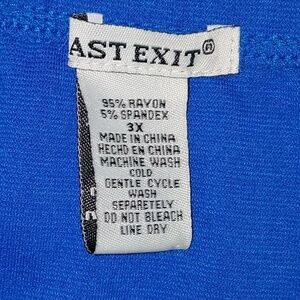 AST EXIT®
95% RAYON
5% SPANDEX
3X
MADE IN CHINA
HECHO EN CHINA
MACHINE WASH
COLD
GENTLE CYCLE
WASH
SEPARETELY
DO NOT BLEACH
LINE DRY